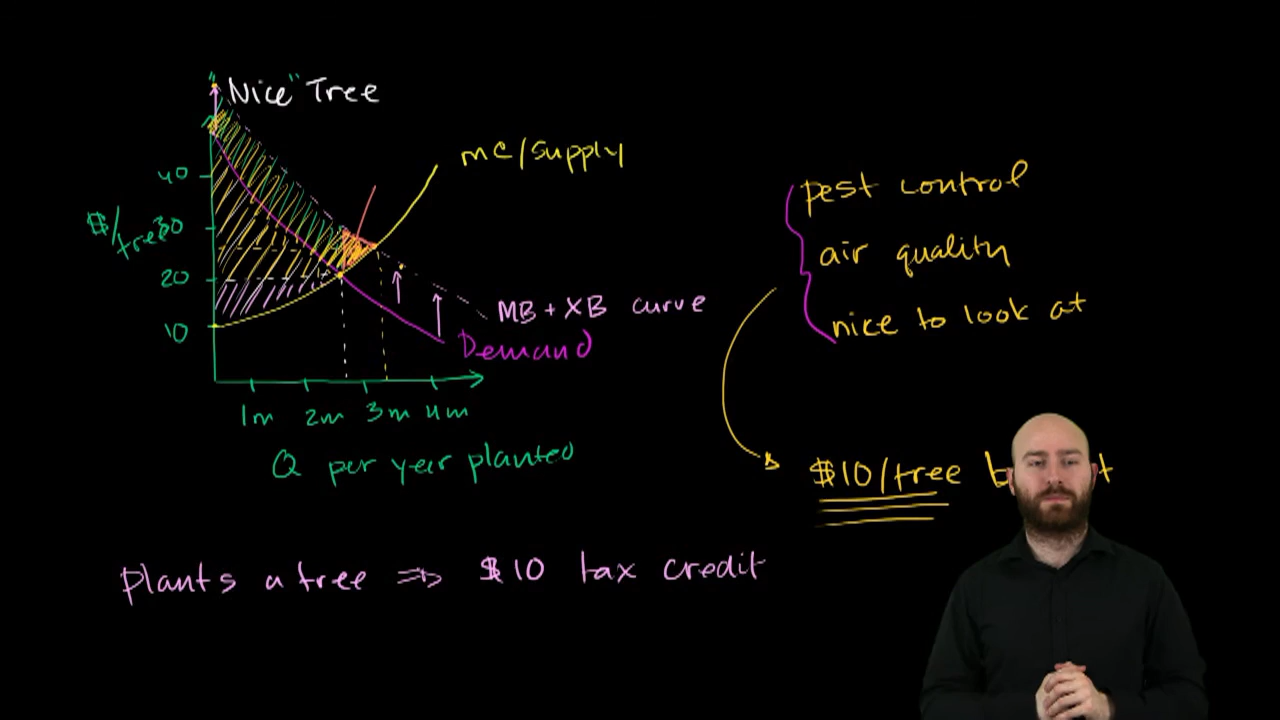 "Nice" Tree
mc/supply
40
$/tree
30
20
10
MB + XB curve
Demand
1m 2m 3m 4m
Q per year planted
pest control
air quality
nice to look at
$10/tree
plants a tree ⇒ $10 tax credit